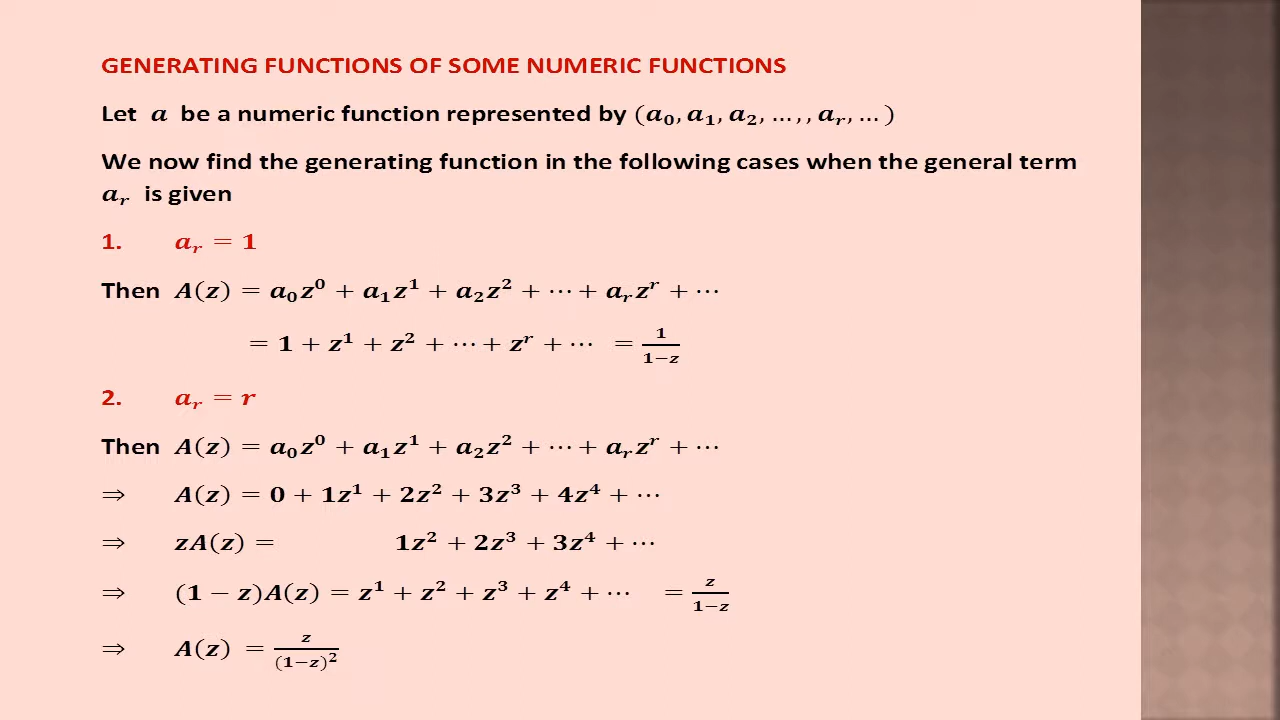 GENERATING FUNCTIONS OF SOME NUMERIC FUNCTIONS
Let a be a numeric function represented by (a₀, a₁, a₂, … , , aᵣ, … )
We now find the generating function in the following cases when the general term
aᵣ is given
1. aᵣ = 1
Then A(z) = a₀z⁰ + a₁z¹ + a₂z² + ⋯ + aᵣzʳ + ⋯
= 1 + z¹ + z² + ⋯ + zʳ + ⋯ = 1/(1−z)
2. aᵣ = r
Then A(z) = a₀z⁰ + a₁z¹ + a₂z² + ⋯ + aᵣzʳ + ⋯
⇒ A(z) = 0 + 1z¹ + 2z² + 3z³ + 4z⁴ + ⋯
⇒ zA(z) = 1z² + 2z³ + 3z⁴ + ⋯
⇒ (1 − z)A(z) = z¹ + z² + z³ + z⁴ + ⋯ = z/(1−z)
⇒ A(z) = z/(1−z)²